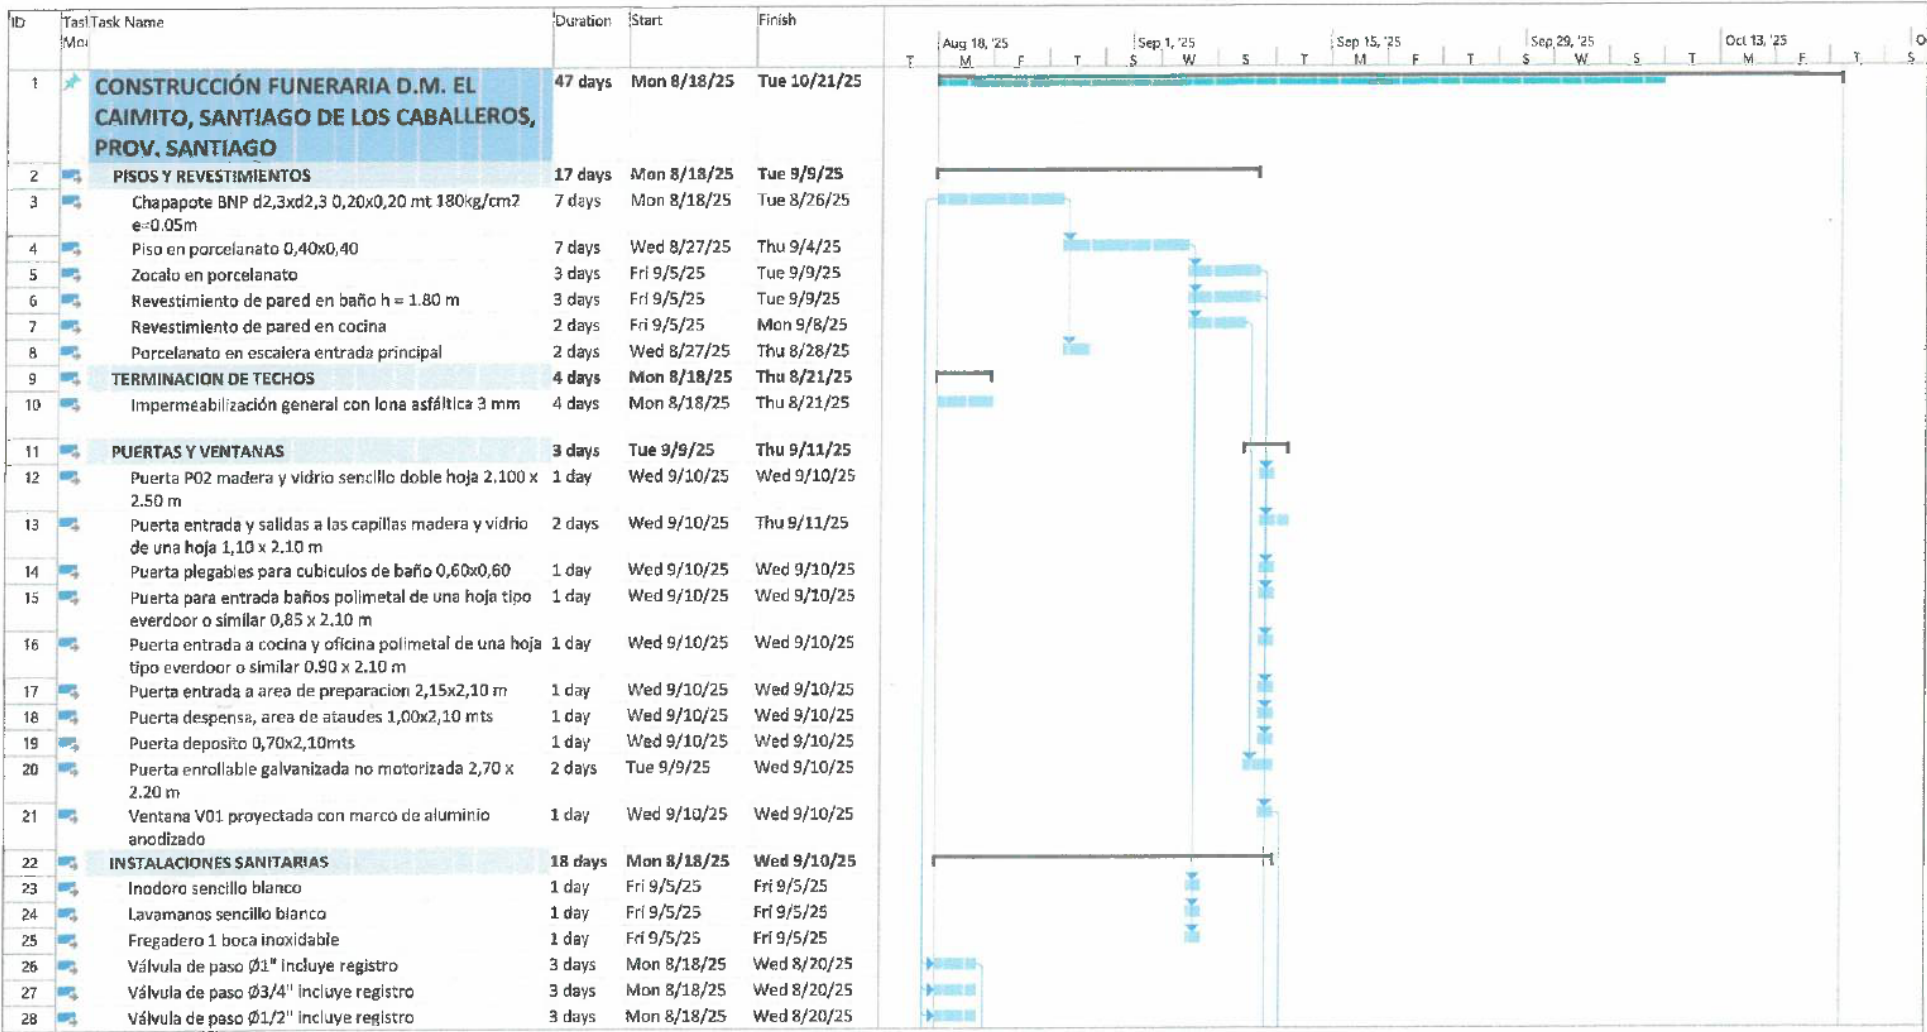 ID Task Mo Task Name Duration Start Finish
Aug 18, '25 Sep 1, '25 Sep 15, '25 Sep 29, '25 Oct 13, '25 O
T M F T S W S T M F T S W S T M F T S
1 CONSTRUCCIÓN FUNERARIA D.M. EL 47 days Mon 8/18/25 Tue 10/21/25
CAIMITO, SANTIAGO DE LOS CABALLEROS,
PROV. SANTIAGO
2 PISOS Y REVESTIMIENTOS 17 days Mon 8/18/25 Tue 9/9/25
3 Chapapote BNP d2,3xd2,3 0,20x0,20 mt 180kg/cm2 7 days Mon 8/18/25 Tue 8/26/25
e=0.05m
4 Piso en porcelanato 0,40x0,40 7 days Wed 8/27/25 Thu 9/4/25
5 Zocalo en porcelanato 3 days Fri 9/5/25 Tue 9/9/25
6 Revestimiento de pared en baño h = 1.80 m 3 days Fri 9/5/25 Tue 9/9/25
7 Revestimiento de pared en cocina 2 days Fri 9/5/25 Mon 9/8/25
8 Porcelanato en escalera entrada principal 2 days Wed 8/27/25 Thu 8/28/25
9 TERMINACION DE TECHOS 4 days Mon 8/18/25 Thu 8/21/25
10 Impermeabilización general con lona asfáltica 3 mm 4 days Mon 8/18/25 Thu 8/21/25
11 PUERTAS Y VENTANAS 3 days Tue 9/9/25 Thu 9/11/25
12 Puerta P02 madera y vidrio sencillo doble hoja 2.100 x 1 day Wed 9/10/25 Wed 9/10/25
2.50 m
13 Puerta entrada y salidas a las capillas madera y vidrio 2 days Wed 9/10/25 Thu 9/11/25
de una hoja 1,10 x 2.10 m
14 Puerta plegables para cubiculos de baño 0,60x0,60 1 day Wed 9/10/25 Wed 9/10/25
15 Puerta para entrada baños polimetal de una hoja tipo 1 day Wed 9/10/25 Wed 9/10/25
everdoor o similar 0,85 x 2.10 m
16 Puerta entrada a cocina y oficina polimetal de una hoja 1 day Wed 9/10/25 Wed 9/10/25
tipo everdoor o similar 0.90 x 2.10 m
17 Puerta entrada a area de preparacion 2,15x2,10 m 1 day Wed 9/10/25 Wed 9/10/25
18 Puerta despensa, area de ataudes 1,00x2,10 mts 1 day Wed 9/10/25 Wed 9/10/25
19 Puerta deposito 0,70x2,10mts 1 day Wed 9/10/25 Wed 9/10/25
20 Puerta enrollable galvanizada no motorizada 2,70 x 2 days Tue 9/9/25 Wed 9/10/25
2.20 m
21 Ventana V01 proyectada con marco de aluminio 1 day Wed 9/10/25 Wed 9/10/25
anodizado
22 INSTALACIONES SANITARIAS 18 days Mon 8/18/25 Wed 9/10/25
23 Inodoro sencillo blanco 1 day Fri 9/5/25 Fri 9/5/25
24 Lavamanos sencillo blanco 1 day Fri 9/5/25 Fri 9/5/25
25 Fregadero 1 boca inoxidable 1 day Fri 9/5/25 Fri 9/5/25
26 Válvula de paso Ø1" incluye registro 3 days Mon 8/18/25 Wed 8/20/25
27 Válvula de paso Ø3/4" incluye registro 3 days Mon 8/18/25 Wed 8/20/25
28 Válvula de paso Ø1/2" incluye registro 3 days Mon 8/18/25 Wed 8/20/25